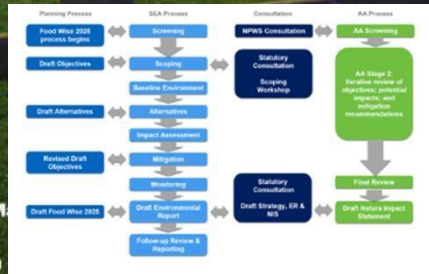 Planning Process
SEA Process
Consultation
AA Process
Food Wise 2025
process begins
Screening
NPWS Consultation
AA Screening
Draft Objectives
Scoping
Statutory
Consultation
Scoping
Workshop
AA Stage 2:
Iterative review of
objectives; potential
impacts; and
mitigation
recommendations
Baseline Environment
Draft Alternatives
Alternatives
Impact Assessment
Revised Draft
Objectives
Mitigation
Monitoring
Statutory
Consultation
Draft Strategy, ER &
NIS
Final Review
Draft Food Wise 2025
Draft Environmental
Report
Draft Nature Impact
Statement
Follow-up Review &
Reporting